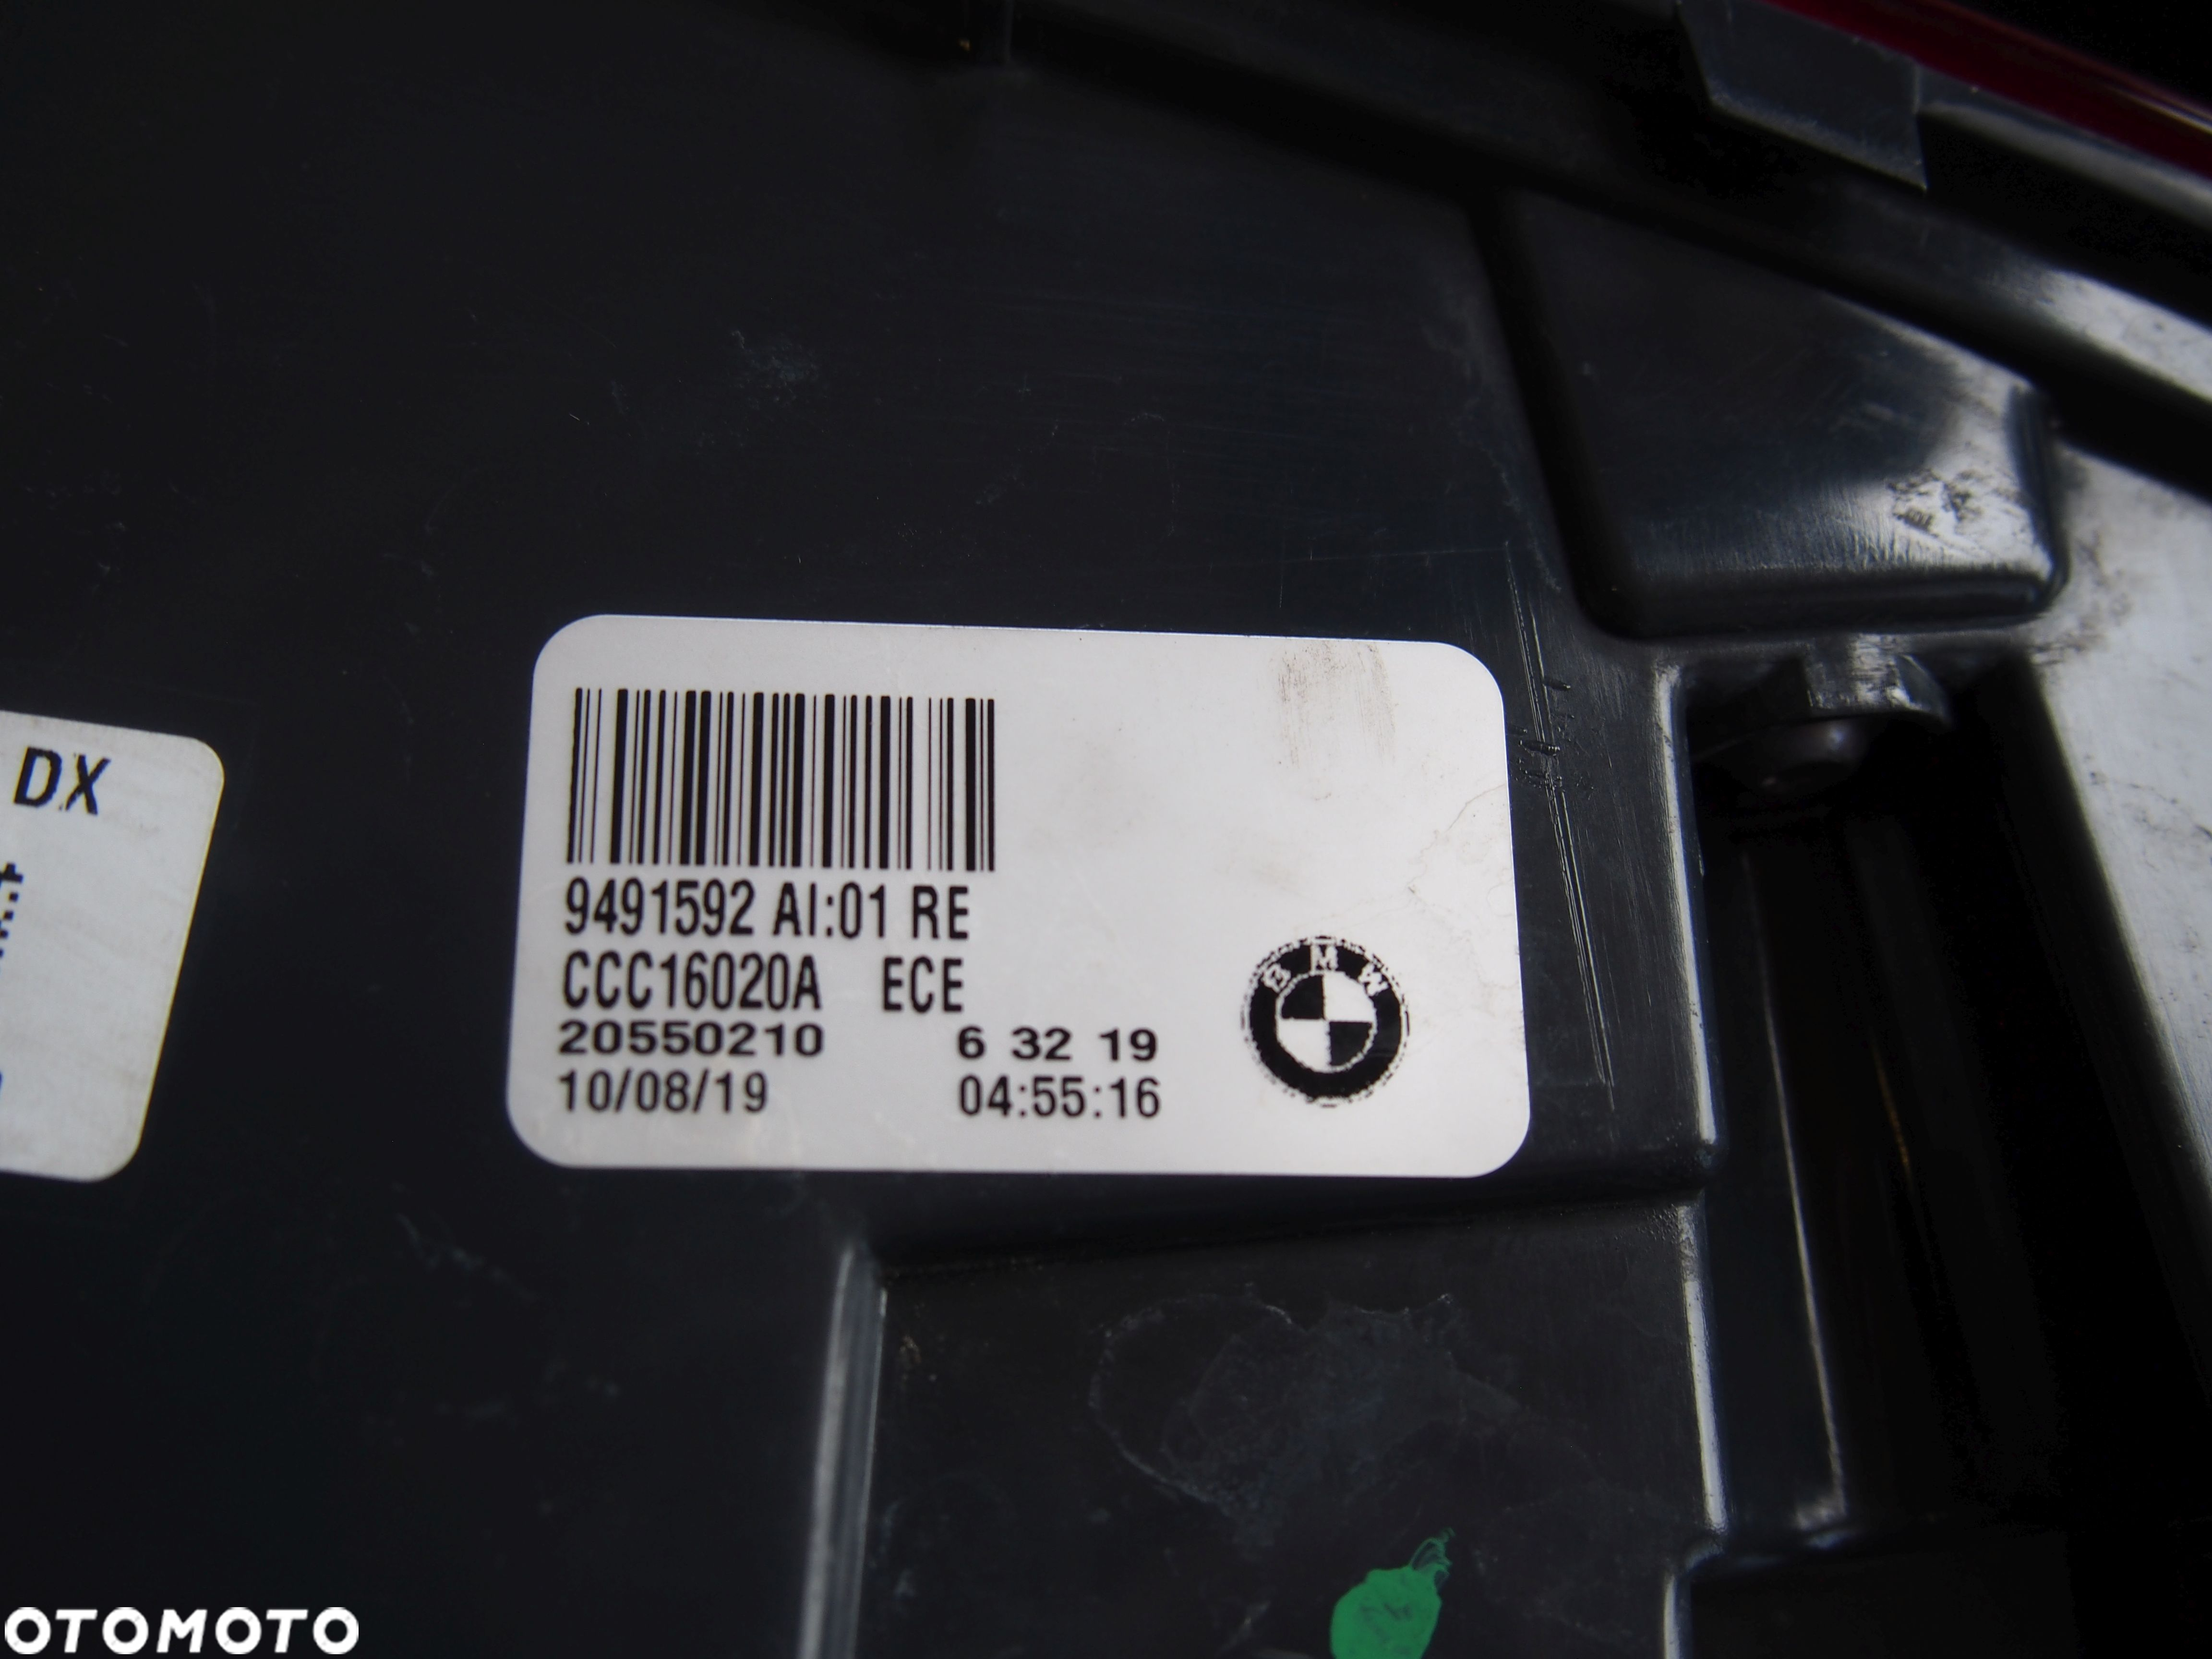 DX
9491592 AI:01 RE
CCC16020A ECE
20550210 6 32 19
10/08/19 04:55:16
BMW
OTOMOTO